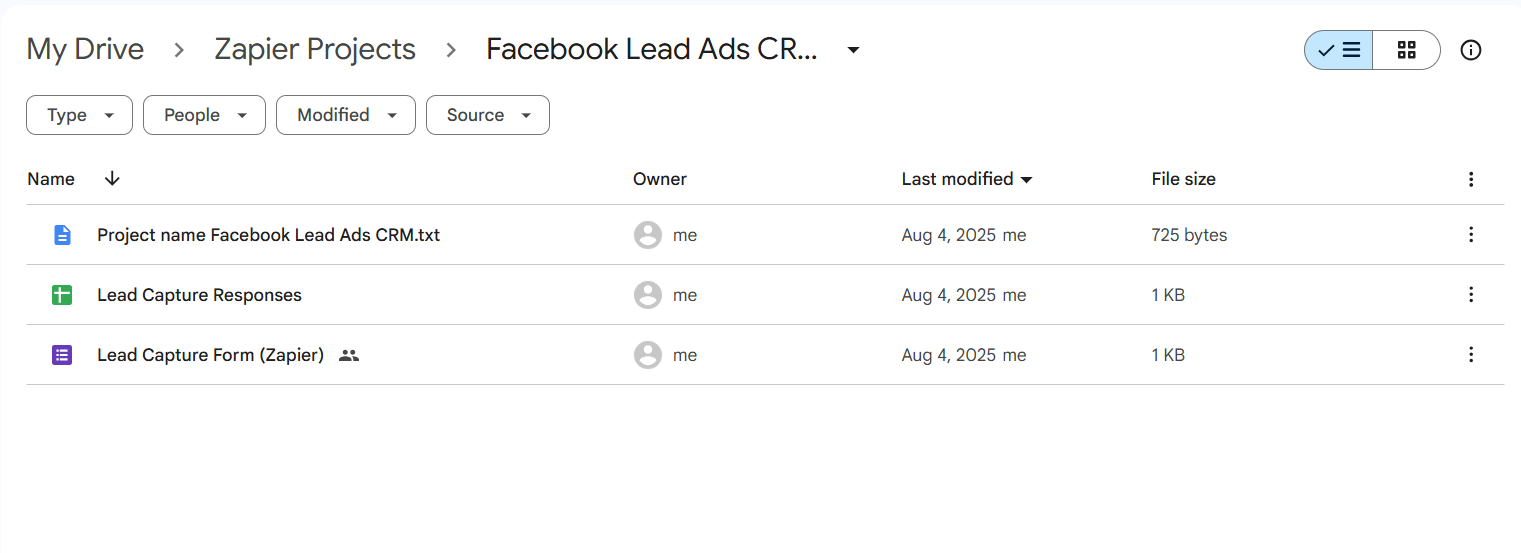 My Drive > Zapier Projects > Facebook Lead Ads CR...
Type People Modified Source
Name Owner Last modified File size
Project name Facebook Lead Ads CRM.txt me Aug 4, 2025 me 725 bytes
Lead Capture Responses me Aug 4, 2025 me 1 KB
Lead Capture Form (Zapier) me Aug 4, 2025 me 1 KB